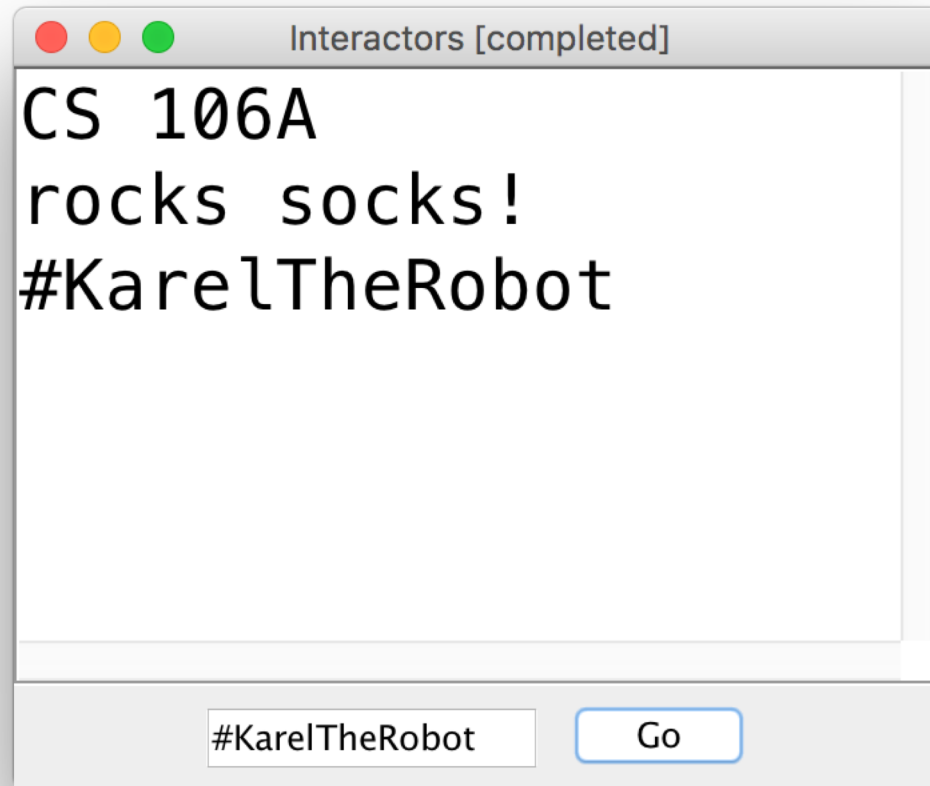 Interactors [completed]
CS 106A
rocks socks!
#KarelTheRobot
#KarelTheRobot
Go